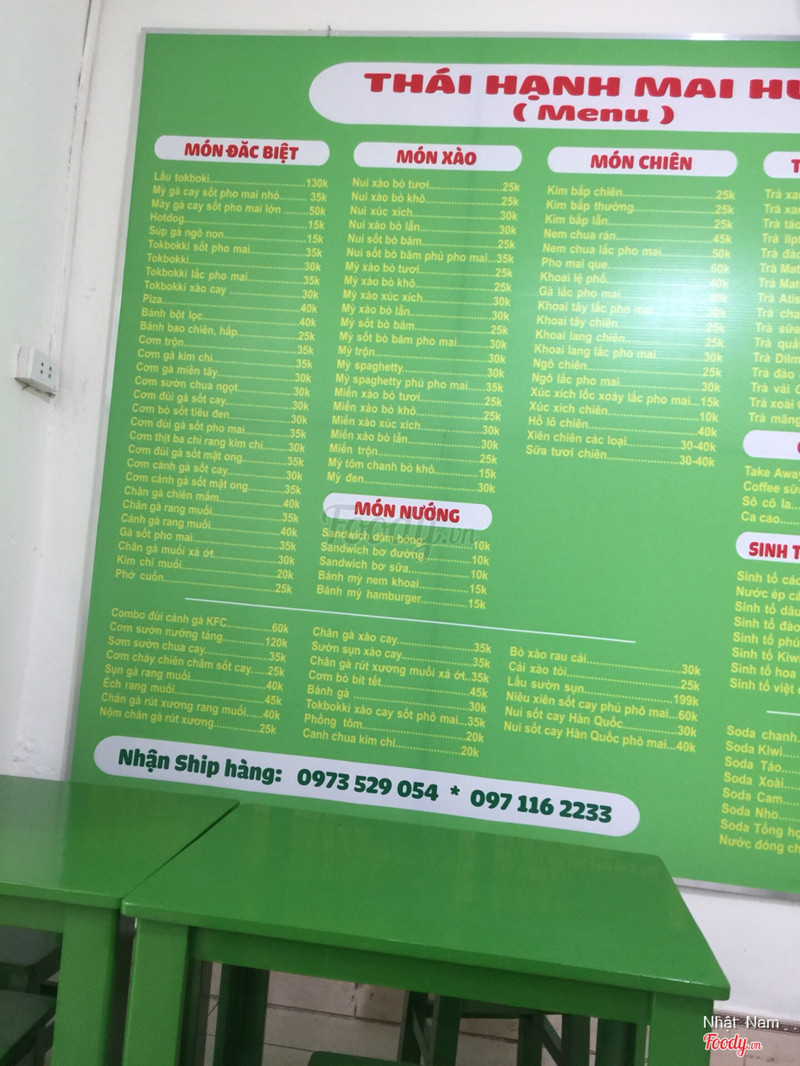 THÁI HẠNH MAI HƯ
( Menu )
MÓN ĐẶC BIỆT
Lẩu tokboki 130k
Mỳ gà cay sốt pho mai nhỏ 35k
Mày gà cay sốt pho mai lớn 50k
Hotdog 15k
Súp gà ngô non 15k
Tokbokki sốt pho mai 35k
Tokbokki 30k
Tokbokki lắc pho mai 35k
Tokbokki xào cay 30k
Piza 40k
Bánh bột lọc 40k
Bánh bao chiên, hấp 25k
Cơm trộn 35k
Cơm gà kim chi 35k
Cơm gà miền tây 30k
Cơm sườn chua ngọt 30k
Cơm đùi gà sốt cay 30k
Cơm bò sốt tiêu đen 30k
Cơm đùi gà sốt pho mai 35k
Cơm thịt ba chỉ rang kim chi 30k
Cơm đùi gà sốt mật ong 35k
Cơm cánh gà sốt cay 30k
Cơm cánh gà sốt mật ong 35k
Chân gà chiên mắm 40k
Chân gà rang muối 35k
Cánh gà rang muối 40k
Gà sốt pho mai 35k
Chân gà muối xả ớt 35k
Kim chi muối 20k
Phở cuốn 25k
MÓN XÀO
Nui xào bò tươi 25k
Nui xào bò khô 25k
Nui xúc xích 30k
Nui xào bò lẫn 30k
Nui sốt bò băm 25k
Nui sốt bò băm phủ pho mai 35k
Mỳ xào bò tươi 25k
Mỳ xào bò khô 25k
Mỳ xào xúc xích 30k
Mỳ xào bò lẫn 30k
Mỳ sốt bò băm 25k
Mỳ sốt bò băm pho mai 30k
Mỳ trộn 30k
Mỳ spaghetty 30k
Mỳ spaghetty phủ pho mai 35k
Miến xào bò tươi 25k
Miến xào bò khô 25k
Miến xào xúc xích 30k
Miến xào bò lẫn 30k
Miến trộn 25k
Mỳ tôm chanh bò khô 15k
Mỳ đen 30k
MÓN NƯỚNG
Sandwich dùm bông 10k
Sandwich bơ đường 10k
Sandwich bơ sữa 10k
Bánh mỳ nem khoai 15k
Bánh mỳ hamburger 15k
MÓN CHIÊN
Kim bắp chiên 25k
Kim bắp thường 25k
Kim bắp lẫn 25k
Nem chua rán 45k
Nem chua lắc pho mai 50k
Pho mai que 60k
Khoai lệ phố 40k
Gà lắc pho mai 40k
Khoai tây lắc pho mai 30k
Khoai tây chiên 25k
Khoai lang chiên 25k
Khoai lang lắc pho mai 30k
Ngô chiên 25k
Ngô lắc pho mai 30k
Xúc xích lốc xoáy lắc pho mai 15k
Xúc xích chiên 10k
Hồ lô chiên 40k
Xiên chiên các loại 30-40k
Sữa tươi chiên 30-40k
T
Trà xan
Trà xan
Trà táo
Trà lipt
Trà đào
Trà Mat
Trà Mat
Trà Atis
Trà cha
Trà sữa
Trà quấ
Trà Dilm
Trà đào
Trà vải
Trà xoài
Trà mãng
Take Away
Coffee sữ
Sô cô la
Ca cao
SINH T
Sinh tố các
Nước ép cá
Sinh tố dâu
Sinh tố đào
Sinh tố phú
Sinh tố Kiwi
Sinh tố hoa
Sinh tố việt
Soda chanh
Soda Kiwi
Soda Táo
Soda Xoài
Soda Cam
Soda Nho
Soda Tổng hợ
Nước đóng ch
Combo đùi cánh gà KFC 60k
Cơm sườn nướng tảng 120k
Sơm sườn chua cay 35k
Cơm cháy chiên chấm sốt cay 25k
Sụn gà rang muối 40k
Ếch rang muối 45k
Chân gà rút xương rang muối 40k
Nộm chân gà rút xương 25k
Chân gà xào cay 35k
Sườn sụn xào cay 35k
Chân gà rút xương muối xả ớt 35k
Cơm bò bít tết 45k
Bánh gà 30k
Tokbokki xào cay sốt phô mai 35k
Phồng tôm 20k
Canh chua kim chi 20k
Bò xào rau cải 30k
Cải xào tỏi 25k
Lẩu sườn sụn 199k
Niêu xiên sốt cay phủ phô mai 60k
Nui sốt cay Hàn Quốc 30k
Nui sốt cay Hàn Quốc phô mai 40k
Nhận Ship hàng: 0973 529 054 * 097 116 2233
Foody.vn
Nhật Nam
Foody.vn